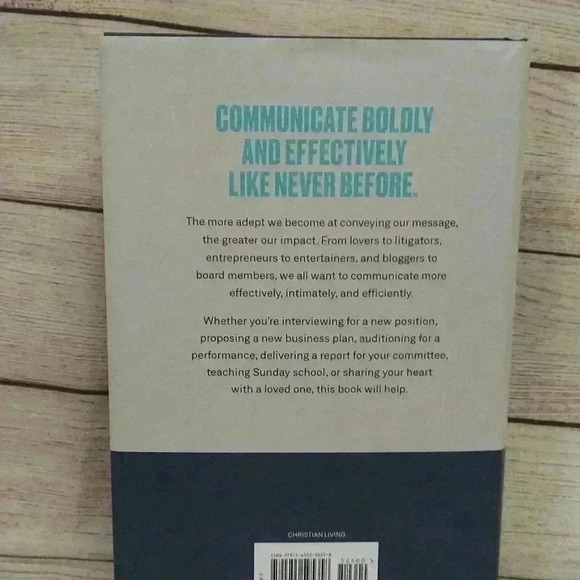 COMMUNICATE BOLDLY
AND EFFECTIVELY
LIKE NEVER BEFORE.
The more adept we become at conveying our message,
the greater our impact. From lovers to litigators,
entrepreneurs to entertainers, and bloggers to
board members, we all want to communicate more
effectively, intimately, and efficiently.
Whether you're interviewing for a new position,
proposing a new business plan, auditioning for a
performance, delivering a report for your committee,
teaching Sunday school, or sharing your heart
with a loved one, this book will help.
CHRISTIAN LIVING